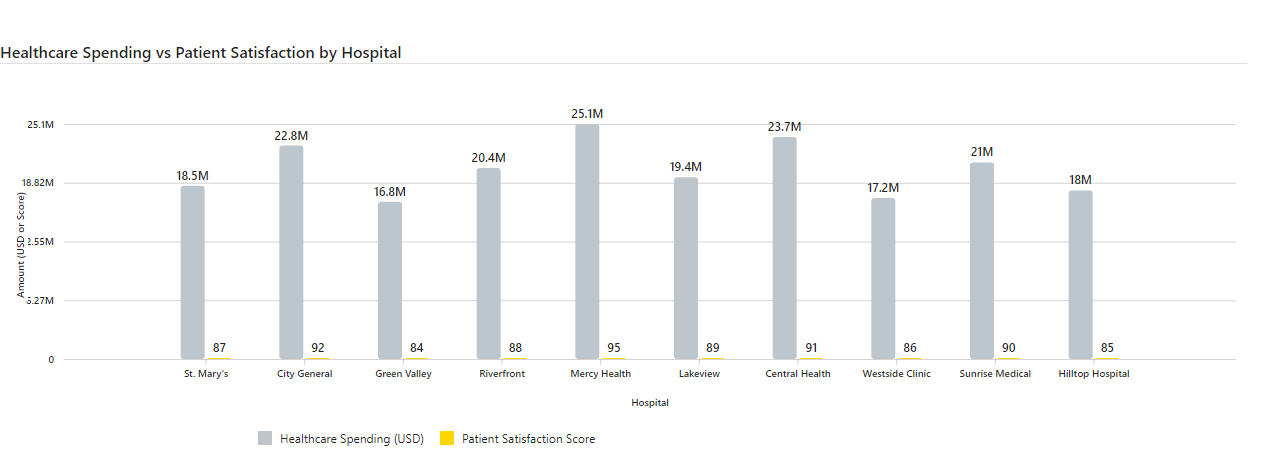 Healthcare Spending vs Patient Satisfaction by Hospital
25.1M
23.7M
25.1M
22.8M
21M
20.4M
19.4M
18M
18.5M
18.82M
17.2M
16.8M
Amount (USD or Score)
2.55M
6.27M
87
92
84
88
95
89
91
86
90
85
0
St. Mary's
City General
Green Valley
Riverfront
Mercy Health
Lakeview
Central Health
Westside Clinic
Sunrise Medical
Hilltop Hospital
Hospital
Healthcare Spending (USD)
Patient Satisfaction Score